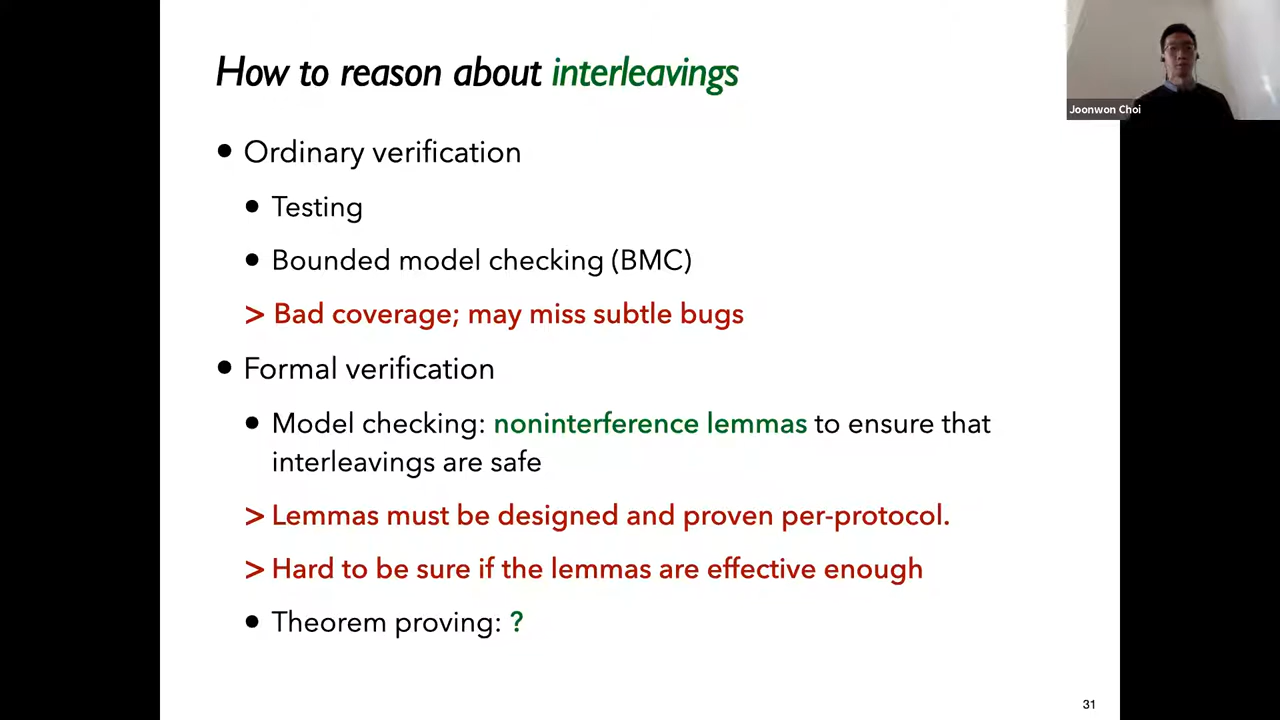 How to reason about interleavings
Joonwon Choi
● Ordinary verification
● Testing
● Bounded model checking (BMC)
> Bad coverage; may miss subtle bugs
● Formal verification
● Model checking: noninterference lemmas to ensure that
interleavings are safe
> Lemmas must be designed and proven per-protocol.
> Hard to be sure if the lemmas are effective enough
● Theorem proving: ?
31